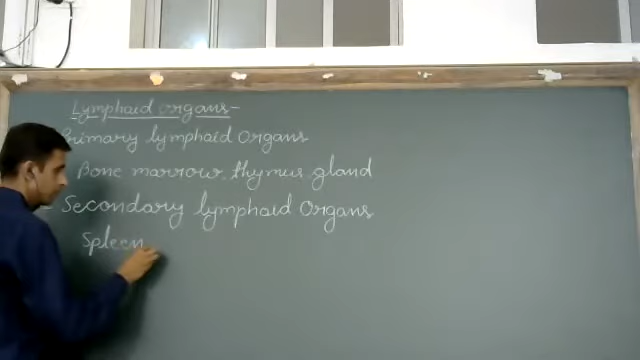 Lymphoid organs-
Primary lymphoid organs
Bone marrow, thymus gland
- Secondary lymphoid Organs
Spleen